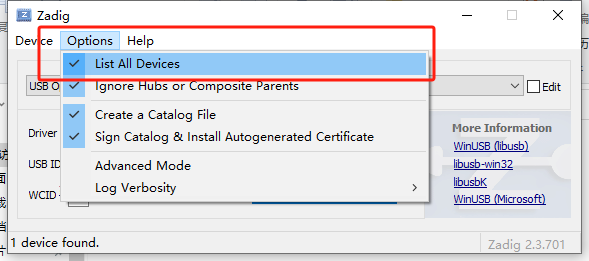 Zadig
Device Options Help
List All Devices
Ignore Hubs or Composite Parents
Create a Catalog File
Sign Catalog & Install Autogenerated Certificate
Advanced Mode
Log Verbosity
USB O
Edit
Driver
USB ID
WCID
More Information
WinUSB (libusb)
libusb-win32
libusbK
WinUSB (Microsoft)
1 device found.
Zadig 2.3.701